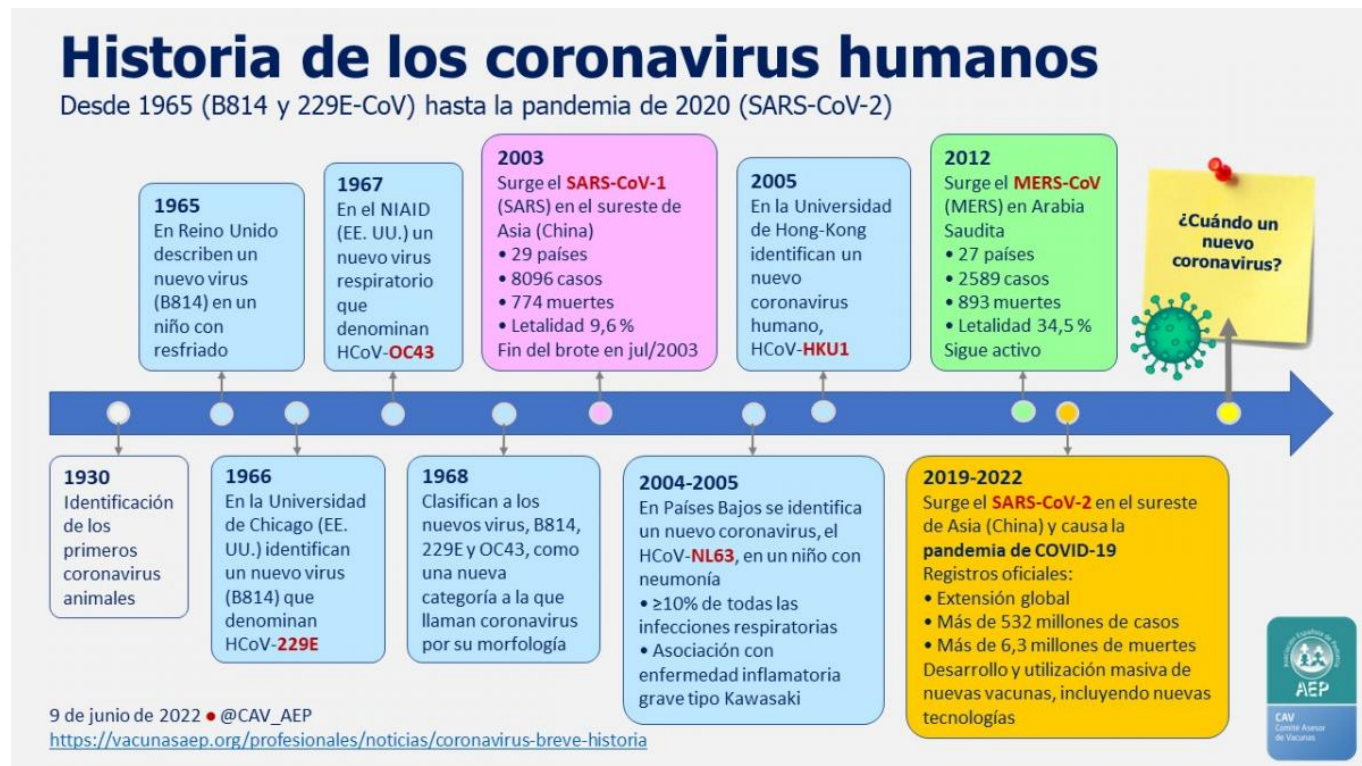 Historia de los coronavirus humanos
Desde 1965 (B814 y 229E-CoV) hasta la pandemia de 2020 (SARS-CoV-2)
1965
En Reino Unido
describen un
nuevo virus
(B814) en un
niño con
resfriado
1967
En el NIAID
(EE. UU.) un
nuevo virus
respiratorio
que
denominan
HCoV-OC43
2003
Surge el SARS-CoV-1
(SARS) en el sureste de
Asia (China)
• 29 países
• 8096 casos
• 774 muertes
• Letalidad 9,6 %
Fin del brote en jul/2003
2005
En la Universidad
de Hong-Kong
identifican un
nuevo
coronavirus
humano,
HCoV-HKU1
2012
Surge el MERS-CoV
(MERS) en Arabia
Saudita
• 27 países
• 2589 casos
• 893 muertes
• Letalidad 34,5 %
Sigue activo
¿Cuándo un
nuevo
coronavirus?
1930
Identificación
de los
primeros
coronavirus
animales
1966
En la Universidad
de Chicago (EE.
UU.) identifican
un nuevo virus
(B814) que
denominan
HCoV-229E
1968
Clasifican a los
nuevos virus, B814,
229E y OC43, como
una nueva
categoría a la que
llaman coronavirus
por su morfología
2004-2005
En Países Bajos se identifica
un nuevo coronavirus, el
HCoV-NL63, en un niño con
neumonía
• ≥10% de todas las
infecciones respiratorias
• Asociación con
enfermedad inflamatoria
grave tipo Kawasaki
2019-2022
Surge el SARS-CoV-2 en el sureste
de Asia (China) y causa la
pandemia de COVID-19
Registros oficiales:
• Extensión global
• Más de 532 millones de casos
• Más de 6,3 millones de muertes
Desarrollo y utilización masiva de
nuevas vacunas, incluyendo nuevas
tecnologías
9 de junio de 2022 • @CAV_AEP
https://vacunasaep.org/profesionales/noticias/coronavirus-breve-historia
Asociación Española de Pediatría
AEP
CAV
Comité Asesor
de Vacunas